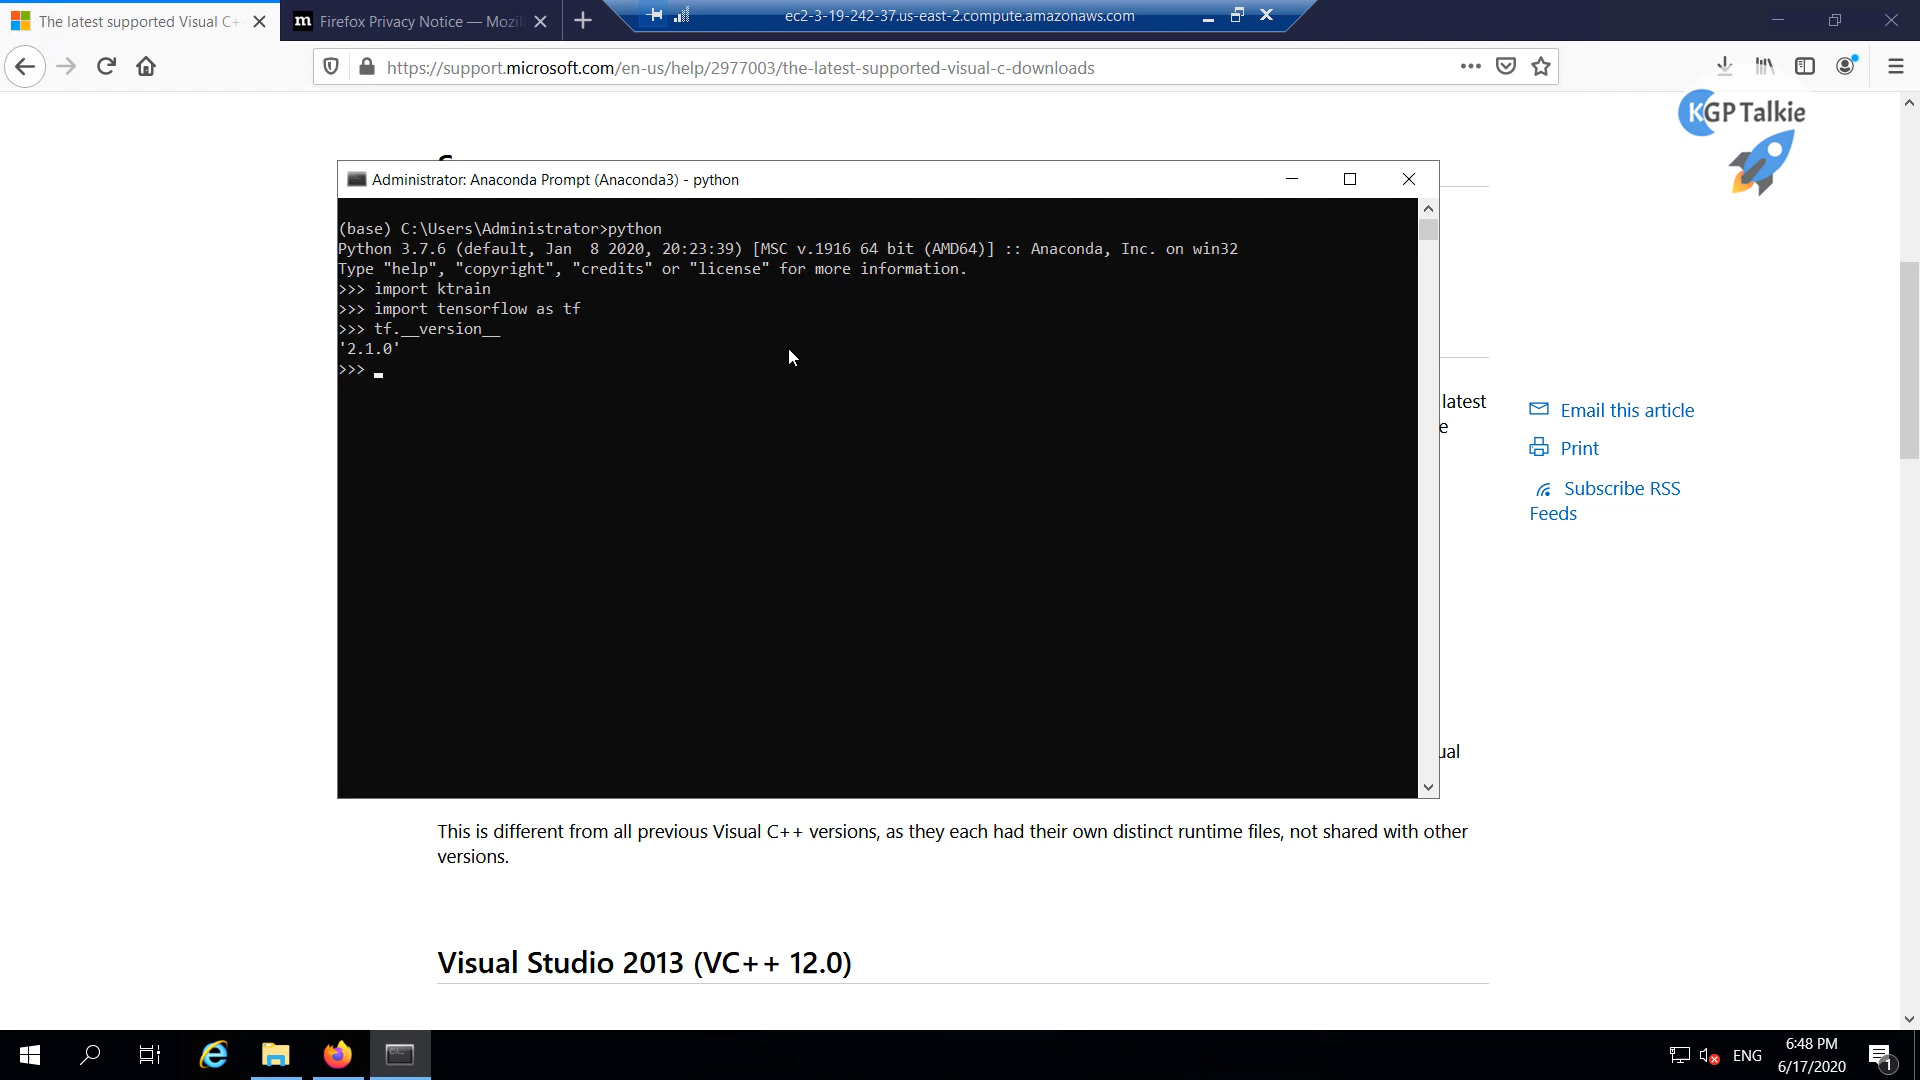 The latest supported Visual C+
Firefox Privacy Notice — Mozil
ec2-3-19-242-37.us-east-2.compute.amazonaws.com
https://support.microsoft.com/en-us/help/2977003/the-latest-supported-visual-c-downloads
KGP Talkie
Administrator: Anaconda Prompt (Anaconda3) - python
(base) C:\Users\Administrator>python
Python 3.7.6 (default, Jan  8 2020, 20:23:39) [MSC v.1916 64 bit (AMD64)] :: Anaconda, Inc. on win32
Type "help", "copyright", "credits" or "license" for more information.
>>> import ktrain
>>> import tensorflow as tf
>>> tf.__version__
'2.1.0'
>>>
latest
e
Email this article
Print
Subscribe RSS
Feeds
ual
This is different from all previous Visual C++ versions, as they each had their own distinct runtime files, not shared with other
versions.
Visual Studio 2013 (VC++ 12.0)
ENG
6:48 PM
6/17/2020
1